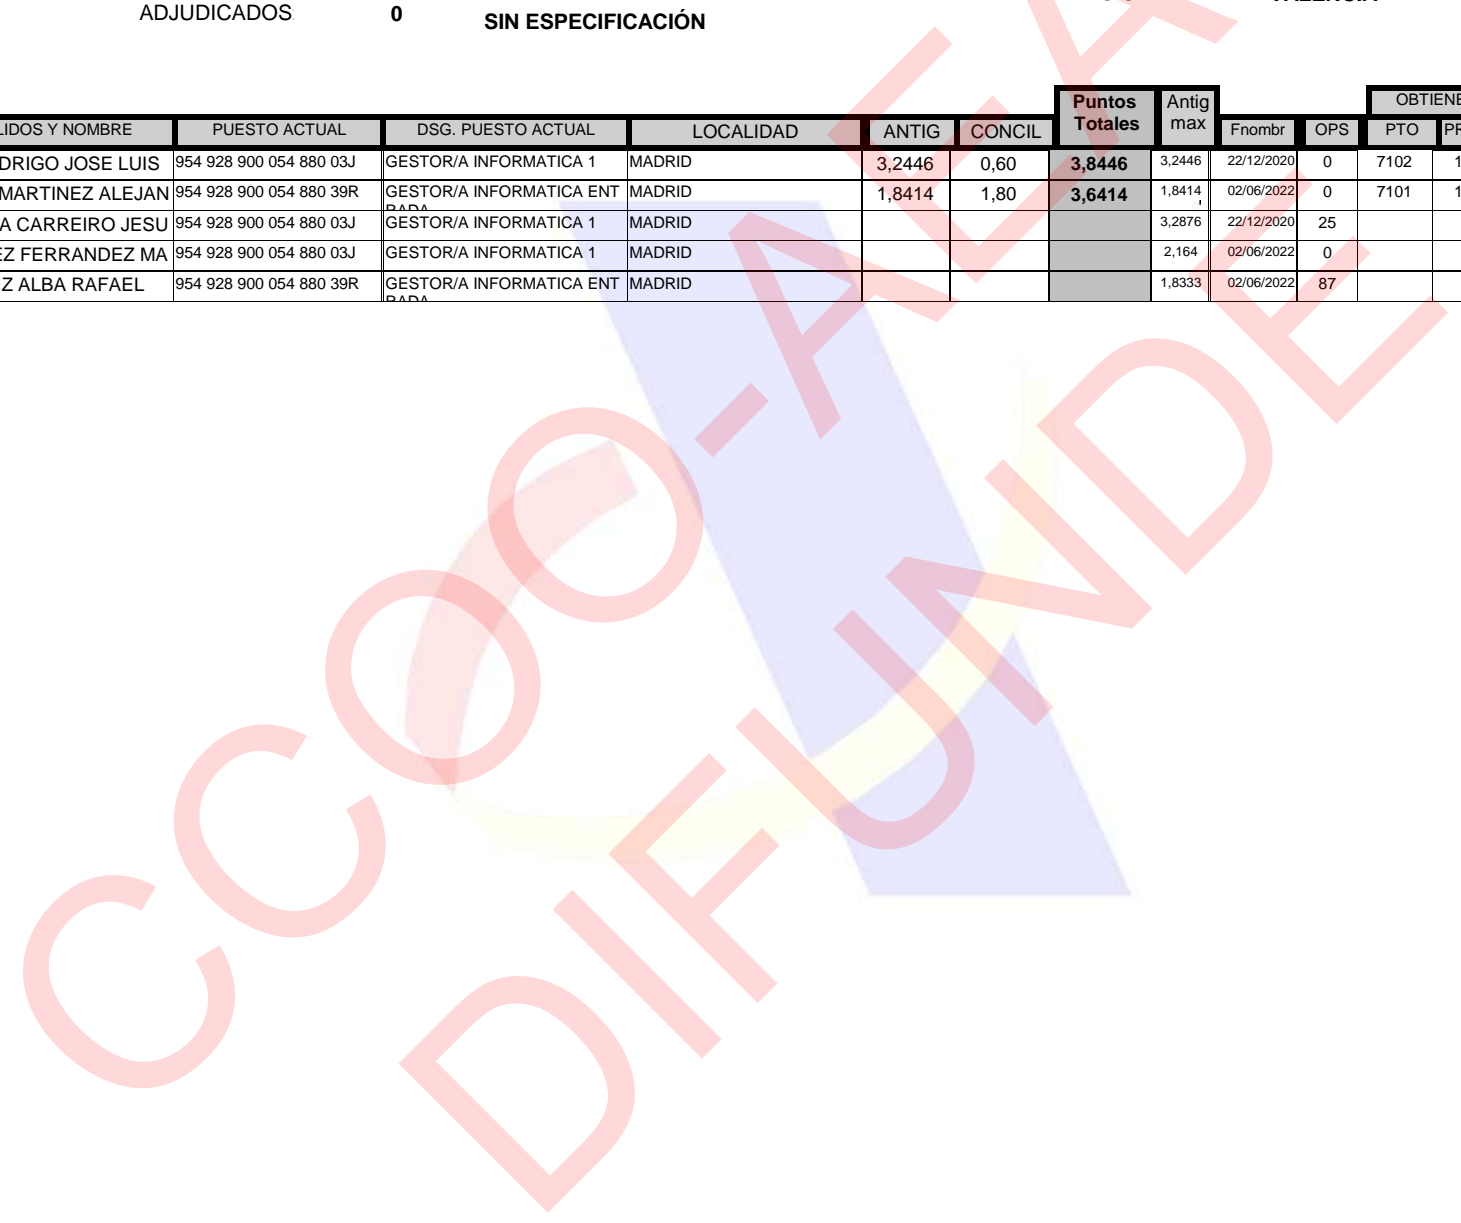 ADJUDICADOS 0 SIN ESPECIFICACIÓN
Puntos Totales Antig max OBTIENE
LIDOS Y NOMBRE PUESTO ACTUAL DSG. PUESTO ACTUAL LOCALIDAD ANTIG CONCIL Fnombr OPS PTO PR
DRIGO JOSE LUIS 954 928 900 054 880 03J GESTOR/A INFORMATICA 1 MADRID 3,2446 0,60 3,8446 3,2446 22/12/2020 0 7102 1
MARTINEZ ALEJAN 954 928 900 054 880 39R GESTOR/A INFORMATICA ENT MADRID 1,8414 1,80 3,6414 1,8414 02/06/2022 0 7101 1
A CARREIRO JESU 954 928 900 054 880 03J GESTOR/A INFORMATICA 1 MADRID 3,2876 22/12/2020 25
EZ FERRANDEZ MA 954 928 900 054 880 03J GESTOR/A INFORMATICA 1 MADRID 2,164 02/06/2022 0
Z ALBA RAFAEL 954 928 900 054 880 39R GESTOR/A INFORMATICA ENT MADRID 1,8333 02/06/2022 87
CCOO-AEA
DIFUNDE